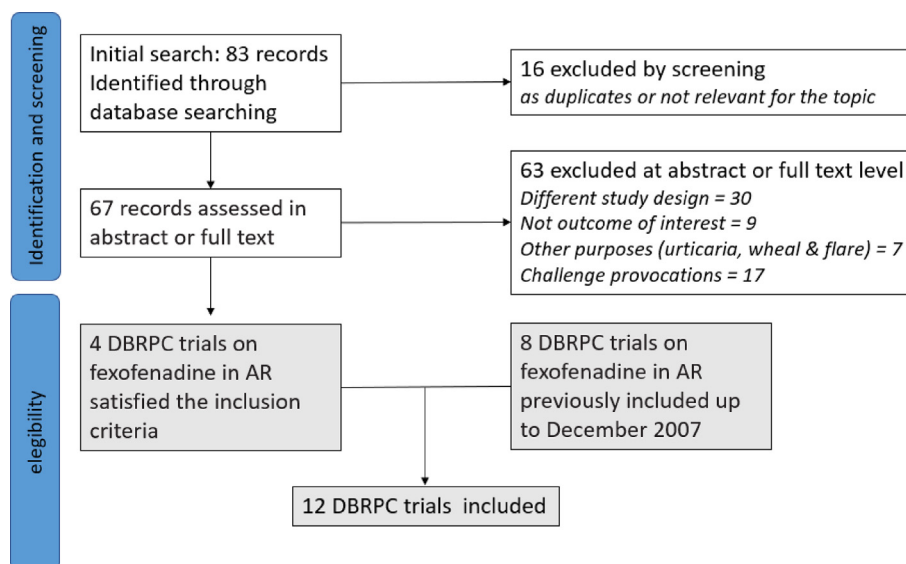 Identification and screening
Initial search: 83 records
Identified through
database searching
16 excluded by screening
as duplicates or not relevant for the topic
67 records assessed in
abstract or full text
63 excluded at abstract or full text level
Different study design = 30
Not outcome of interest = 9
Other purposes (urticaria, wheal & flare) = 7
Challenge provocations = 17
elegibility
4 DBRPC trials on
fexofenadine in AR
satisfied the inclusion
criteria
8 DBRPC trials on
fexofenadine in AR
previously included up
to December 2007
12 DBRPC trials included